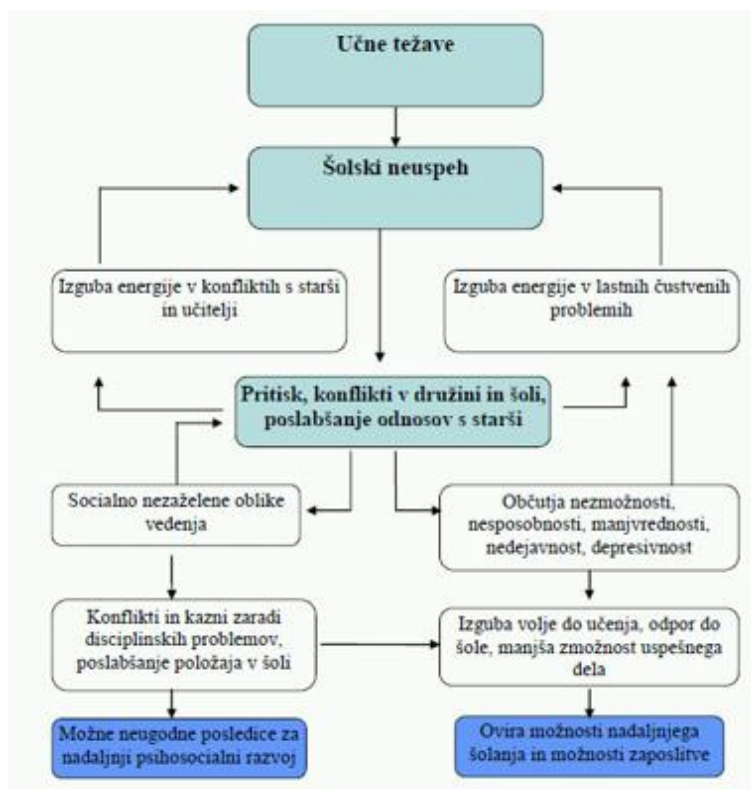 Učne težave
Šolski neuspeh
Izguba energije v konfliktih s starši
in učitelji
Izguba energije v lastnih čustvenih
problemih
Pritisk, konflikti v družini in šoli,
poslabšanje odnosov s starši
Socialno nezaželene oblike
vedenja
Občutja nezmožnosti,
nesposobnosti, manjvrednosti,
nedejavnost, depresivnost
Konflikti in kazni zaradi
disciplinskih problemov,
poslabšanje položaja v šoli
Izguba volje do učenja, odpor do
šole, manjša zmožnost uspešnega
dela
Možne neugodne posledice za
nadaljnji psihosocialni razvoj
Ovira možnosti nadaljnjega
šolanja in možnosti zaposlitve